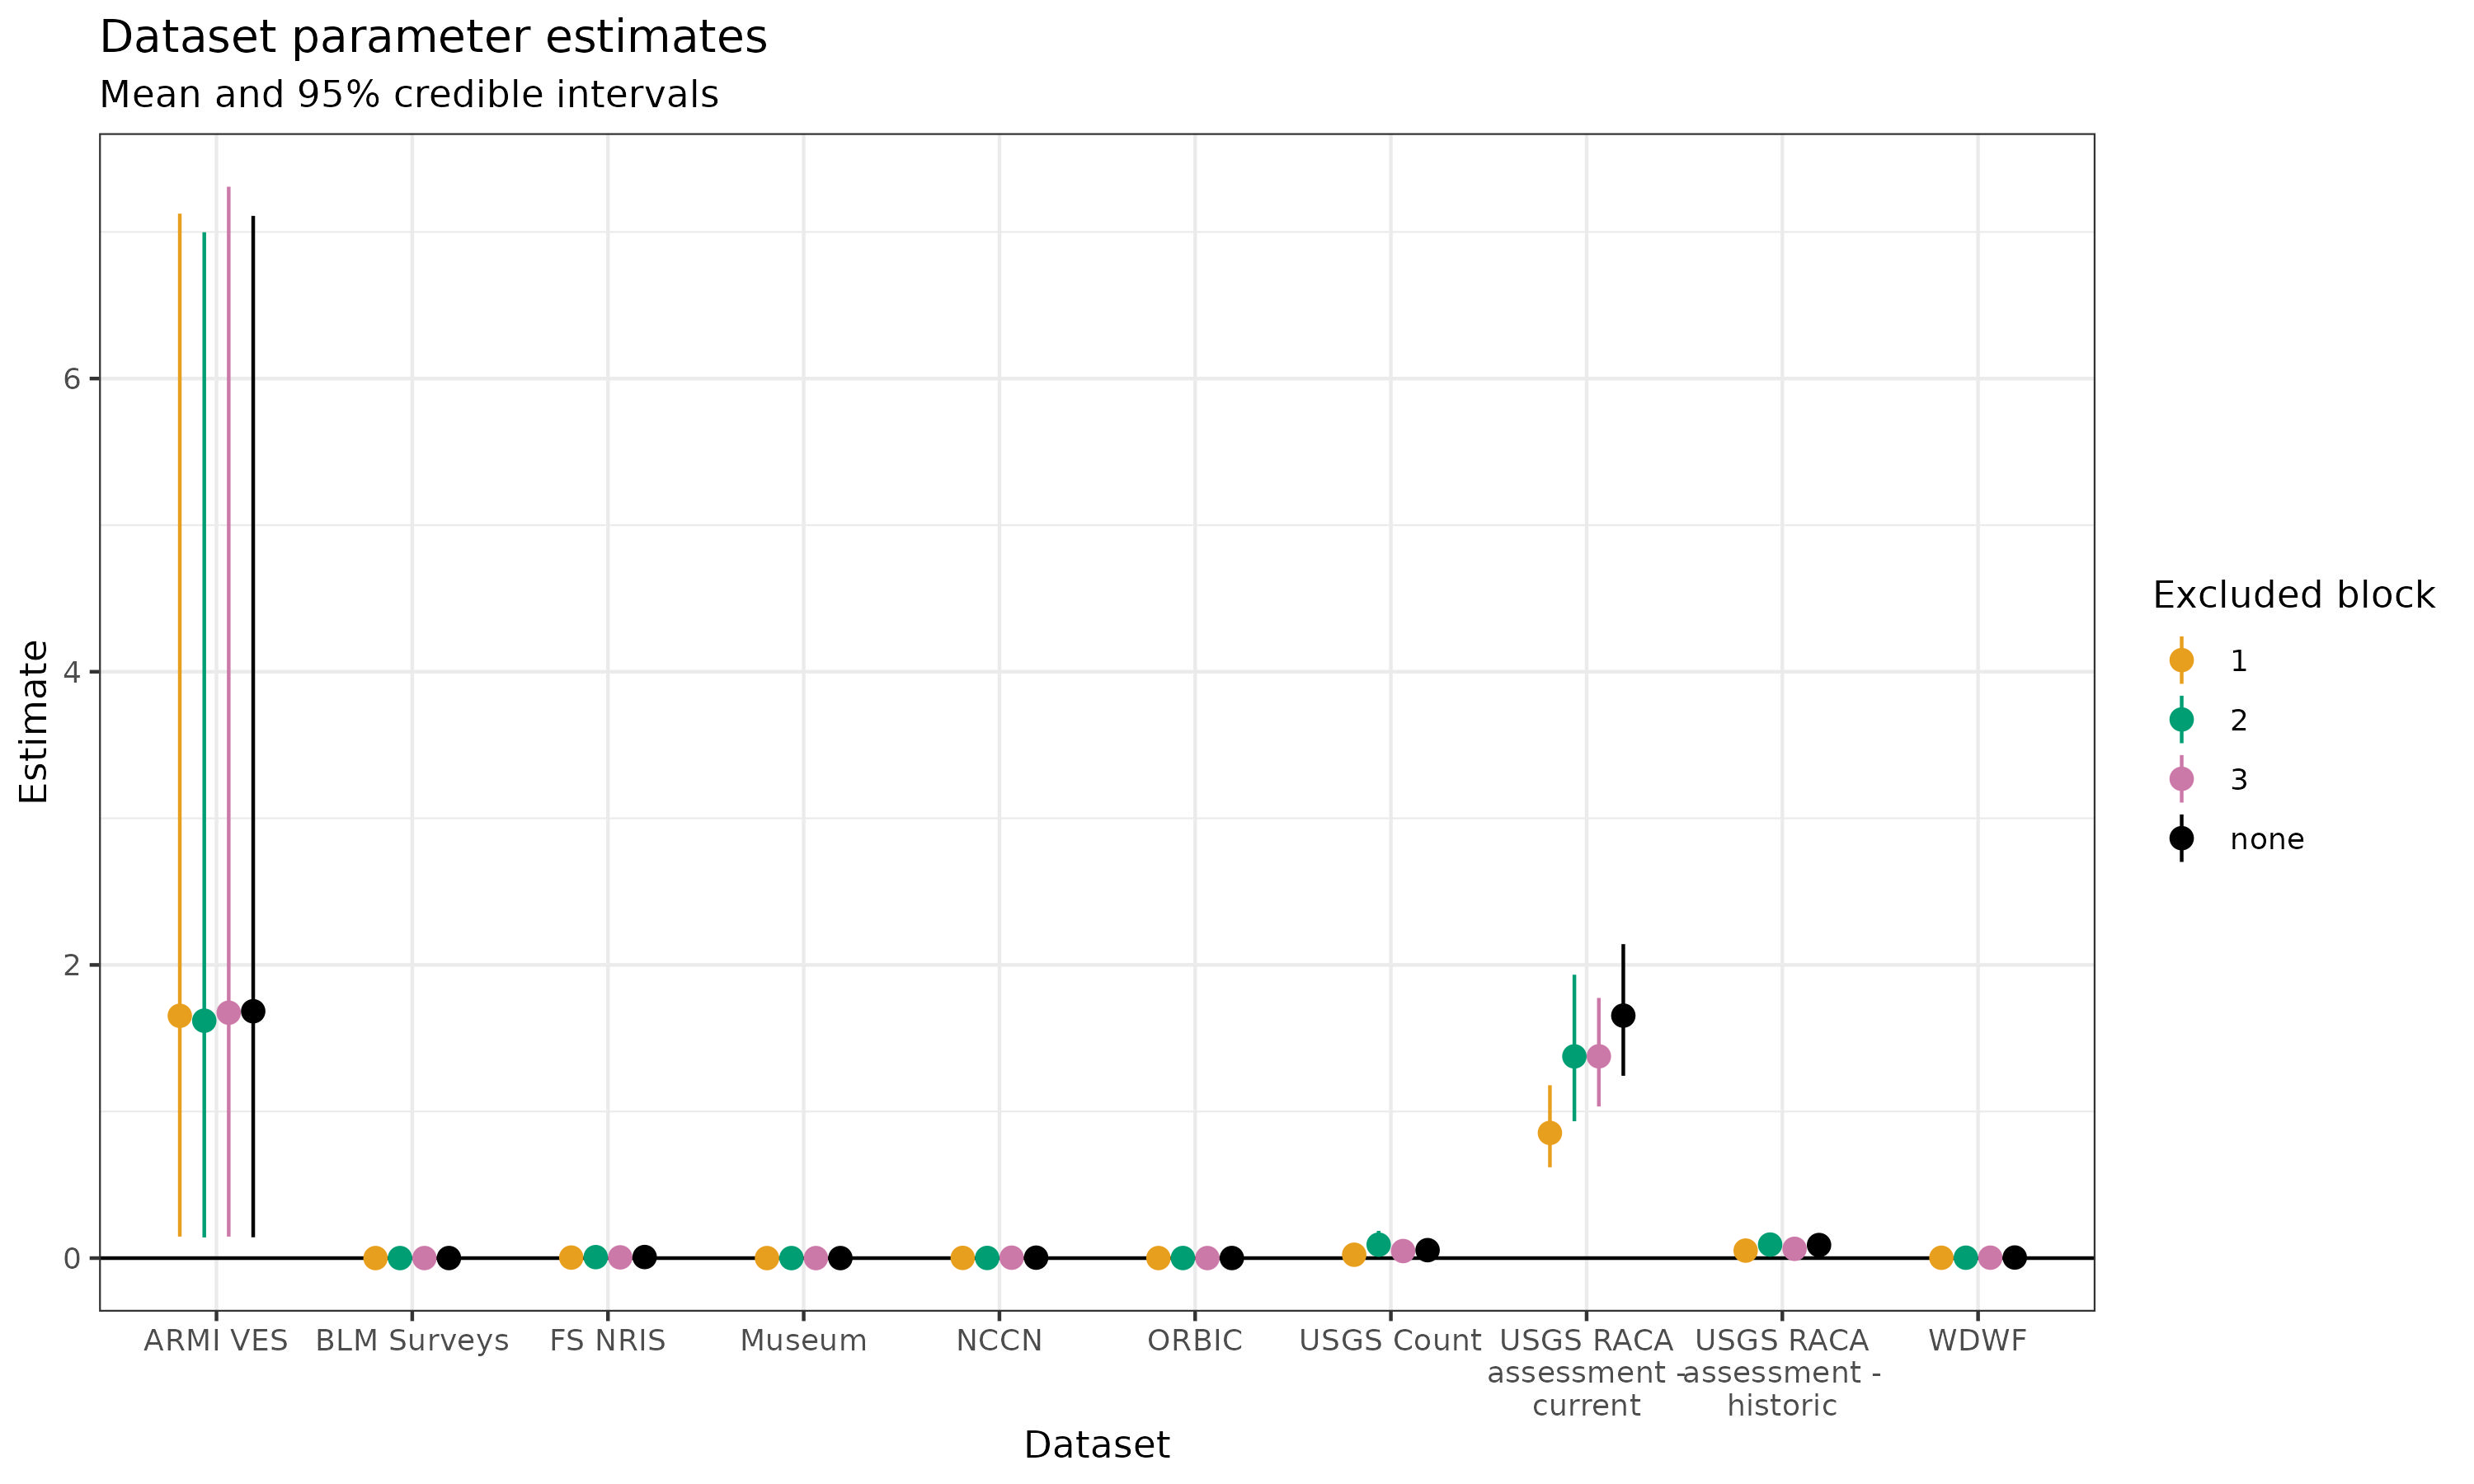 Dataset parameter estimates
Mean and 95% credible intervals
Estimate
6
4
2
0
ARMI VES
BLM Surveys
FS NRIS
Museum
NCCN
ORBIC
USGS Count
USGS RACA
assessment -
current
USGS RACA
assessment -
historic
WDWF
Dataset
Excluded block
1
2
3
none